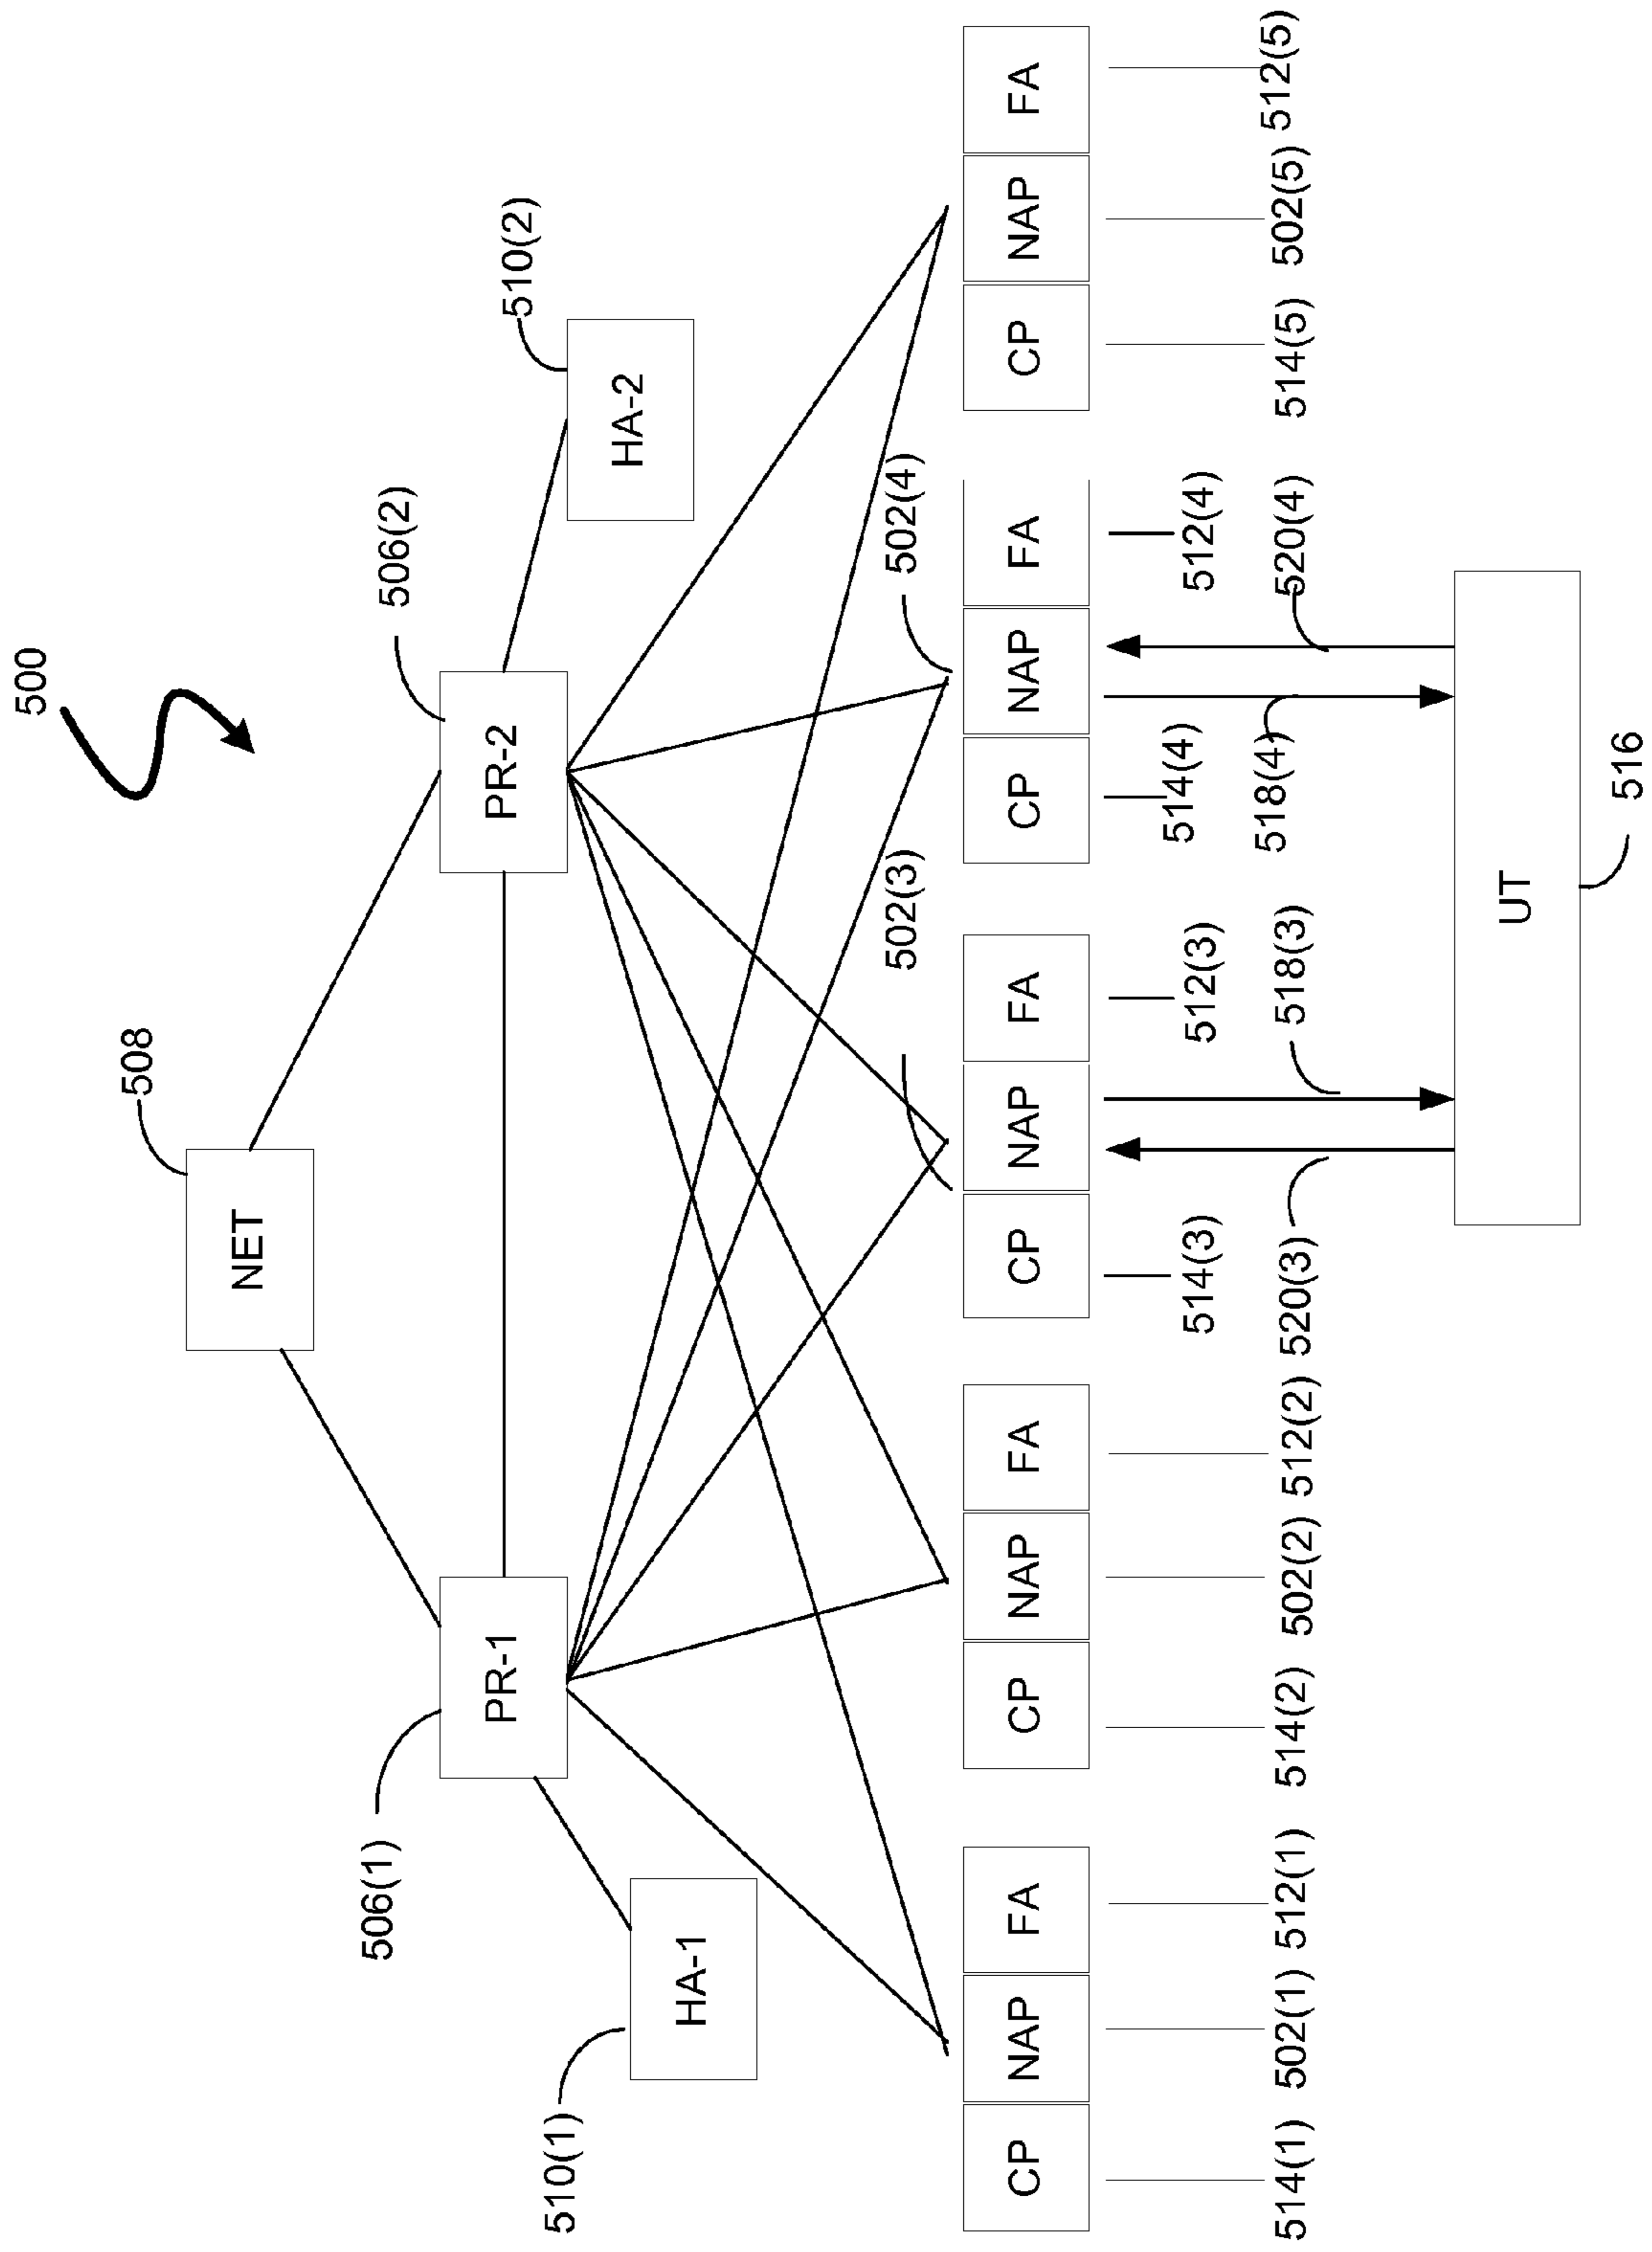 500
508
NET
506(1)
506(2)
PR-1
PR-2
510(2)
510(1)
HA-1
HA-2
502(3)
502(4)
CP NAP FA
CP NAP FA
CP NAP FA
CP NAP FA
CP NAP FA
514(3)
512(3)
514(4)
512(4)
514(1) 502(1) 512(1)
514(2) 502(2) 512(2)
520(3)
518(3)
518(4)
520(4)
514(5) 502(5) 512(5)
UT
516